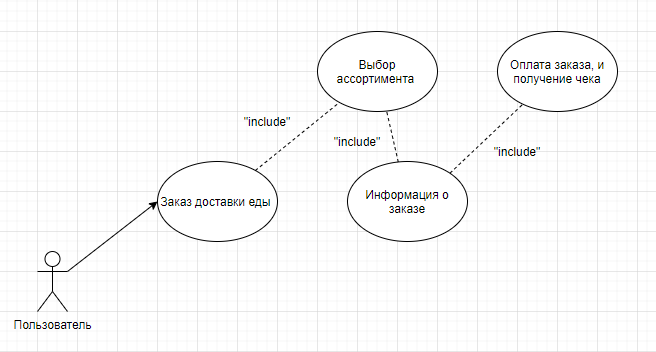 Выбор
ассортимента
Оплата заказа, и
получение чека
"include"
"include"
"include"
Заказ доставки еды
Информация о
заказе
Пользователь